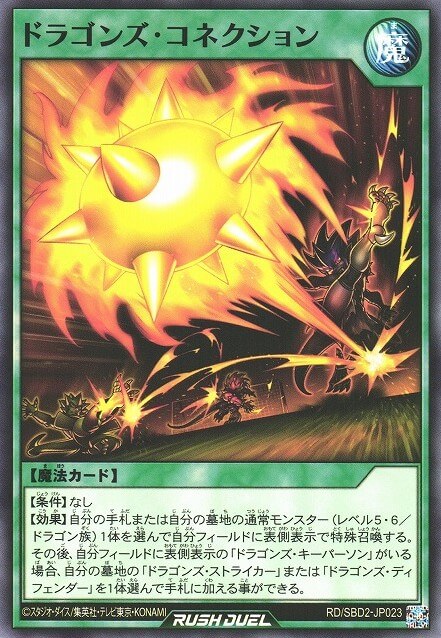 ドラゴンズ・コネクション
魔
【魔法カード】
【条件】なし
【効果】自分の手札または自分の墓地の通常モンスター(レベル5・6/
ドラゴン族)1体を選んで自分フィールドに表側表示で特殊召喚する。
その後、自分フィールドに表側表示の「ドラゴンズ・キーパーソン」がいる
場合、自分の墓地の「ドラゴンズ・ストライカー」または「ドラゴンズ・ディ
フェンダー」を1体選んで手札に加える事ができる。
©スタジオ・ダイス/集英社・テレビ東京・KONAMI RUSH DUEL RD/SBD2-JP023